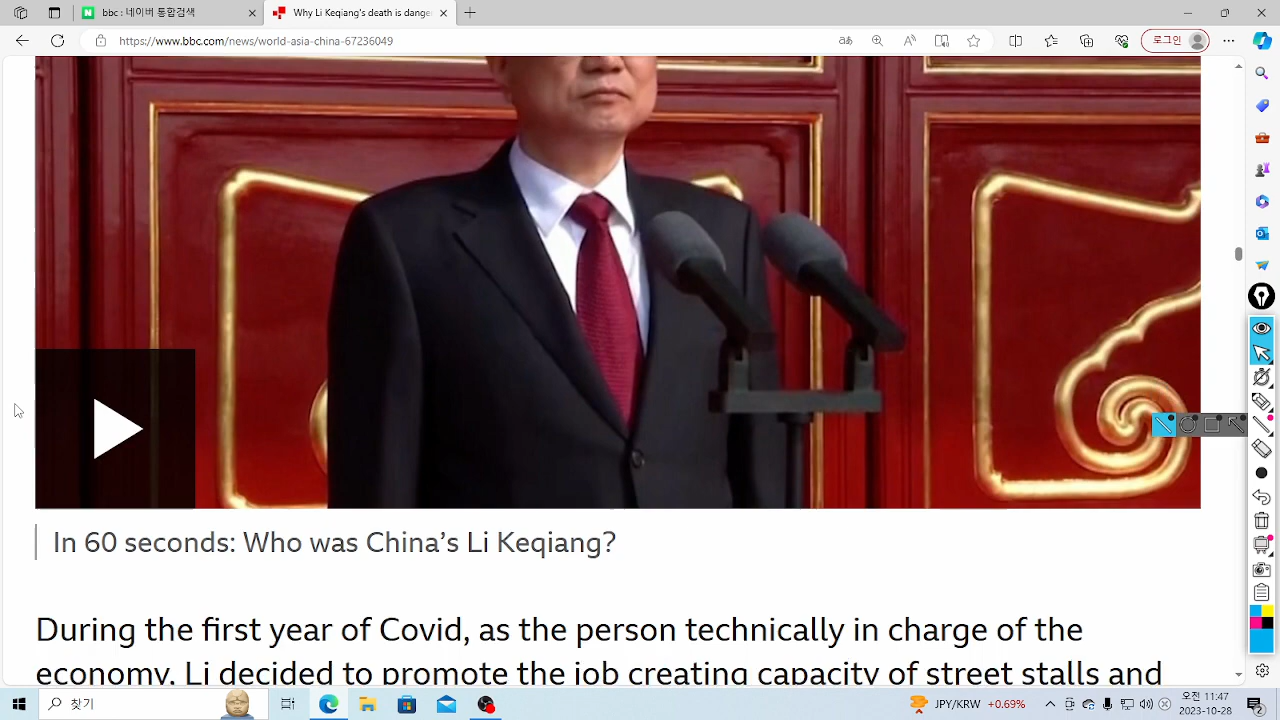 bbc : 네이버 통합검색
Why Li Keqiang's death is dange
https://www.bbc.com/news/world-asia-china-67236049
로그인
In 60 seconds: Who was China's Li Keqiang?
During the first year of Covid, as the person technically in charge of the
economy, Li decided to promote the job creating capacity of street stalls and
찾기
JPY/KRW +0.69%
오전 11:47
2023-10-28
2